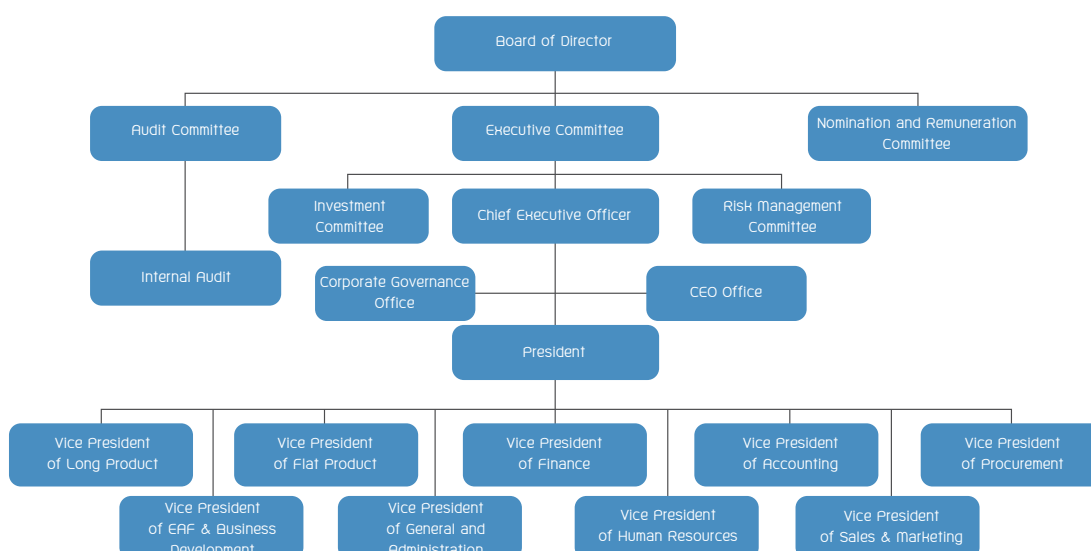 Board of Director
Audit Committee
Executive Committee
Nomination and Remuneration
Committee
Investment
Committee
Chief Executive Officer
Risk Management
Committee
Internal Audit
Corporate Governance
Office
CEO Office
President
Vice President
of Long Product
Vice President
of Flat Product
Vice President
of Finance
Vice President
of Accounting
Vice President
of Procurement
Vice President
of EAF & Business
Development
Vice President
of General and
Administration
Vice President
of Human Resources
Vice President
of Sales & Marketing